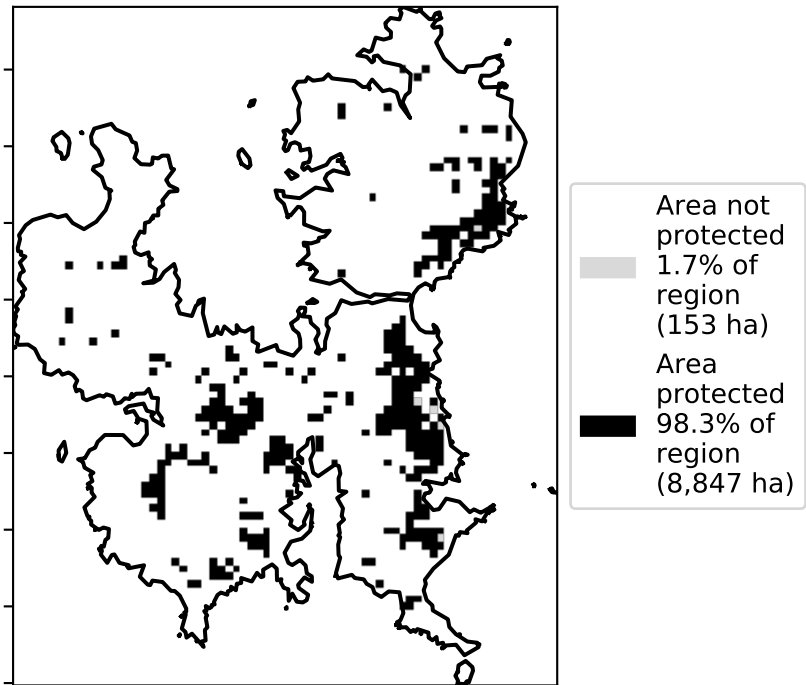 Area not
protected
1.7% of
region
(153 ha)
Area
protected
98.3% of
region
(8,847 ha)